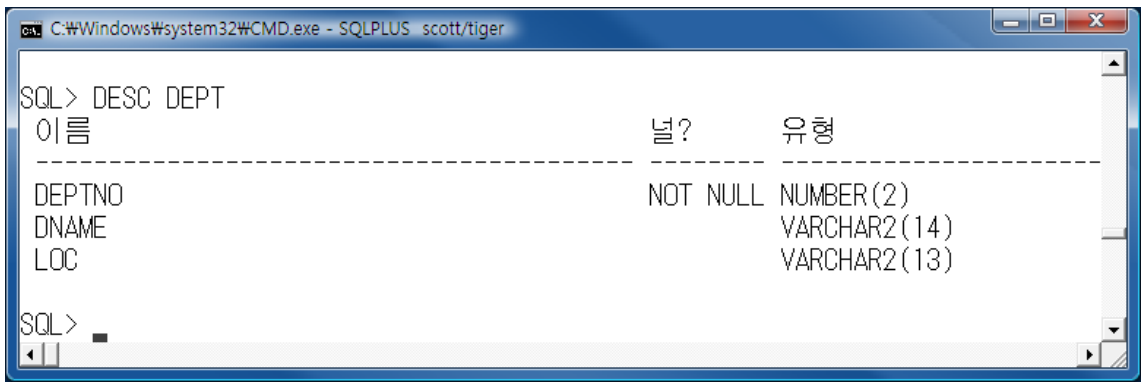 C:₩Windows₩system32₩CMD.exe - SQLPLUS scott/tiger
SQL> DESC DEPT
이름 널? 유형
----------------------------------------- -------- ----------------------
DEPTNO NOT NULL NUMBER(2)
DNAME VARCHAR2(14)
LOC VARCHAR2(13)
SQL>